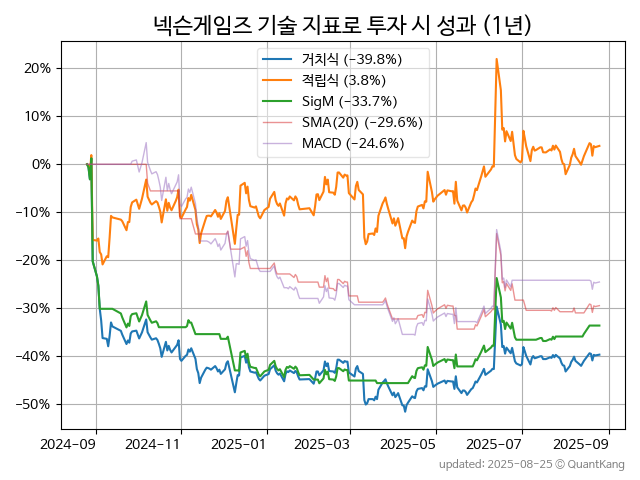 넥슨게임즈 기술 지표로 투자 시 성과 (1년)
거치식 (−39.8%)
적립식 (3.8%)
SigM (−33.7%)
SMA(20) (−29.6%)
MACD (−24.6%)
20%
10%
0%
−10%
−20%
−30%
−40%
−50%
2024-09 2024-11 2025-01 2025-03 2025-05 2025-07 2025-09
updated: 2025-08-25 © QuantKang